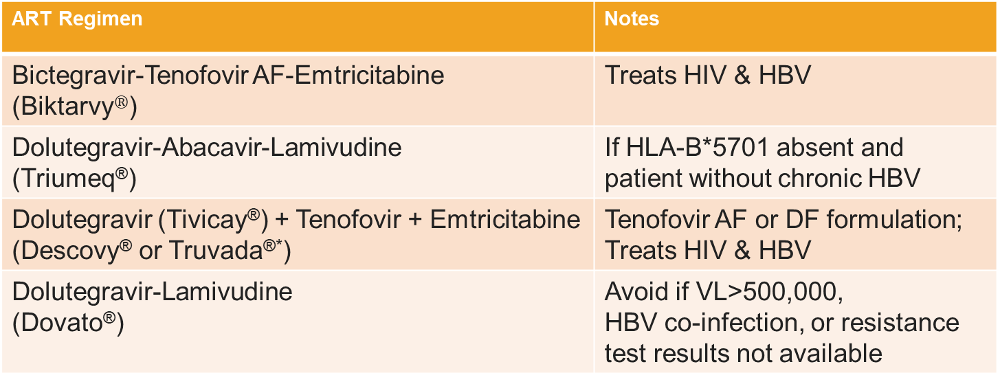 ART Regimen
Notes
Bictegravir-Tenofovir AF-Emtricitabine
(Biktarvy®)
Treats HIV & HBV
Dolutegravir-Abacavir-Lamivudine
(Triumeq®)
If HLA-B*5701 absent and
patient without chronic HBV
Dolutegravir (Tivicay®) + Tenofovir + Emtricitabine
(Descovy® or Truvada®*)
Tenofovir AF or DF formulation;
Treats HIV & HBV
Dolutegravir-Lamivudine
(Dovato®)
Avoid if VL>500,000,
HBV co-infection, or resistance
test results not available